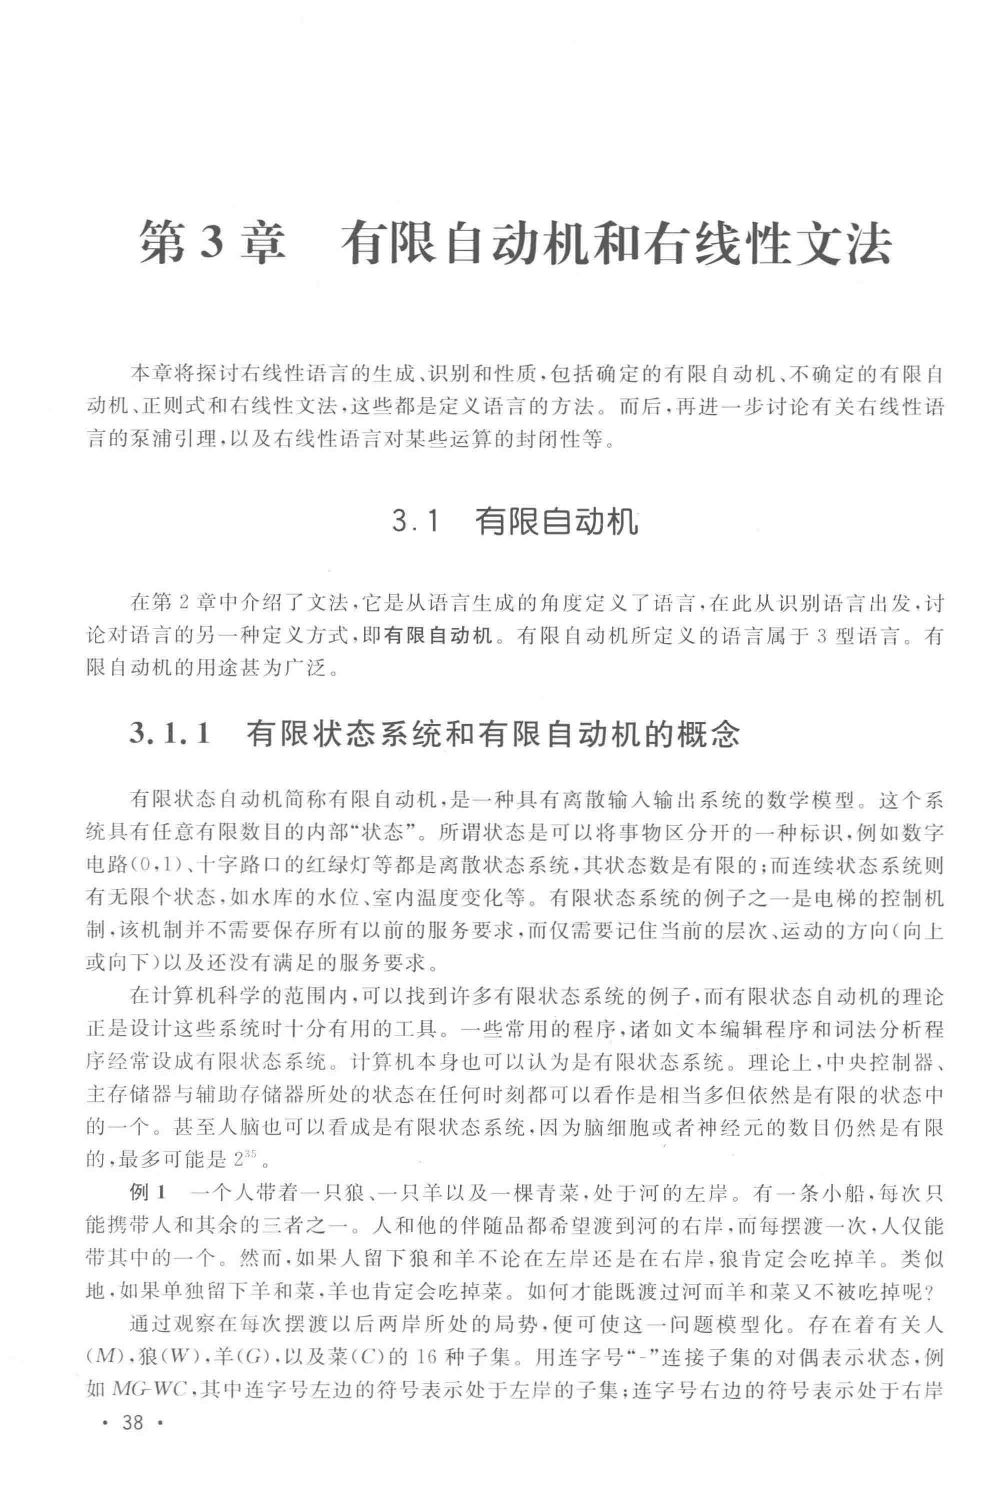 第 3 章　有限自动机和右线性文法
本章将探讨右线性语言的生成、识别和性质,包括确定的有限自动机、不确定的有限自
动机、正则式和右线性文法,这些都是定义语言的方法。而后,再进一步讨论有关右线性语
言的泵浦引理,以及右线性语言对某些运算的封闭性等。
3.1　有限自动机
在第 2 章中介绍了文法,它是从语言生成的角度定义了语言,在此从识别语言出发,讨
论对语言的另一种定义方式,即有限自动机。有限自动机所定义的语言属于 3 型语言。有
限自动机的用途甚为广泛。
3.1.1　有限状态系统和有限自动机的概念
有限状态自动机简称有限自动机,是一种具有离散输入输出系统的数学模型。这个系
统具有任意有限数目的内部“状态”。所谓状态是可以将事物区分开的一种标识,例如数字
电路(0,1)、十字路口的红绿灯等都是离散状态系统,其状态数是有限的;而连续状态系统则
有无限个状态,如水库的水位、室内温度变化等。有限状态系统的例子之一是电梯的控制机
制,该机制并不需要保存所有以前的服务要求,而仅需要记住当前的层次、运动的方向(向上
或向下)以及还没有满足的服务要求。
在计算机科学的范围内,可以找到许多有限状态系统的例子,而有限状态自动机的理论
正是设计这些系统时十分有用的工具。一些常用的程序,诸如文本编辑程序和词法分析程
序经常设成有限状态系统。计算机本身也可以认为是有限状态系统。理论上,中央控制器、
主存储器与辅助存储器所处的状态在任何时刻都可以看作是相当多但依然是有限的状态中
的一个。甚至人脑也可以看成是有限状态系统,因为脑细胞或者神经元的数目仍然是有限
的,最多可能是 2³⁵。
例 1　一个人带着一只狼、一只羊以及一棵青菜,处于河的左岸。有一条小船,每次只
能携带人和其余的三者之一。人和他的伴随品都希望渡到河的右岸,而每摆渡一次,人仅能
带其中的一个。然而,如果人留下狼和羊不论在左岸还是在右岸,狼肯定会吃掉羊。类似
地,如果单独留下羊和菜,羊也肯定会吃掉菜。如何才能既渡过河而羊和菜又不被吃掉呢?
通过观察在每次摆渡以后两岸所处的局势,便可使这一问题模型化。存在着有关人
(M),狼(W),羊(G),以及菜(C)的 16 种子集。用连字号“-”连接子集的对偶表示状态,例
如 MG-WC,其中连字号左边的符号表示处于左岸的子集;连字号右边的符号表示处于右岸
· 38 ·